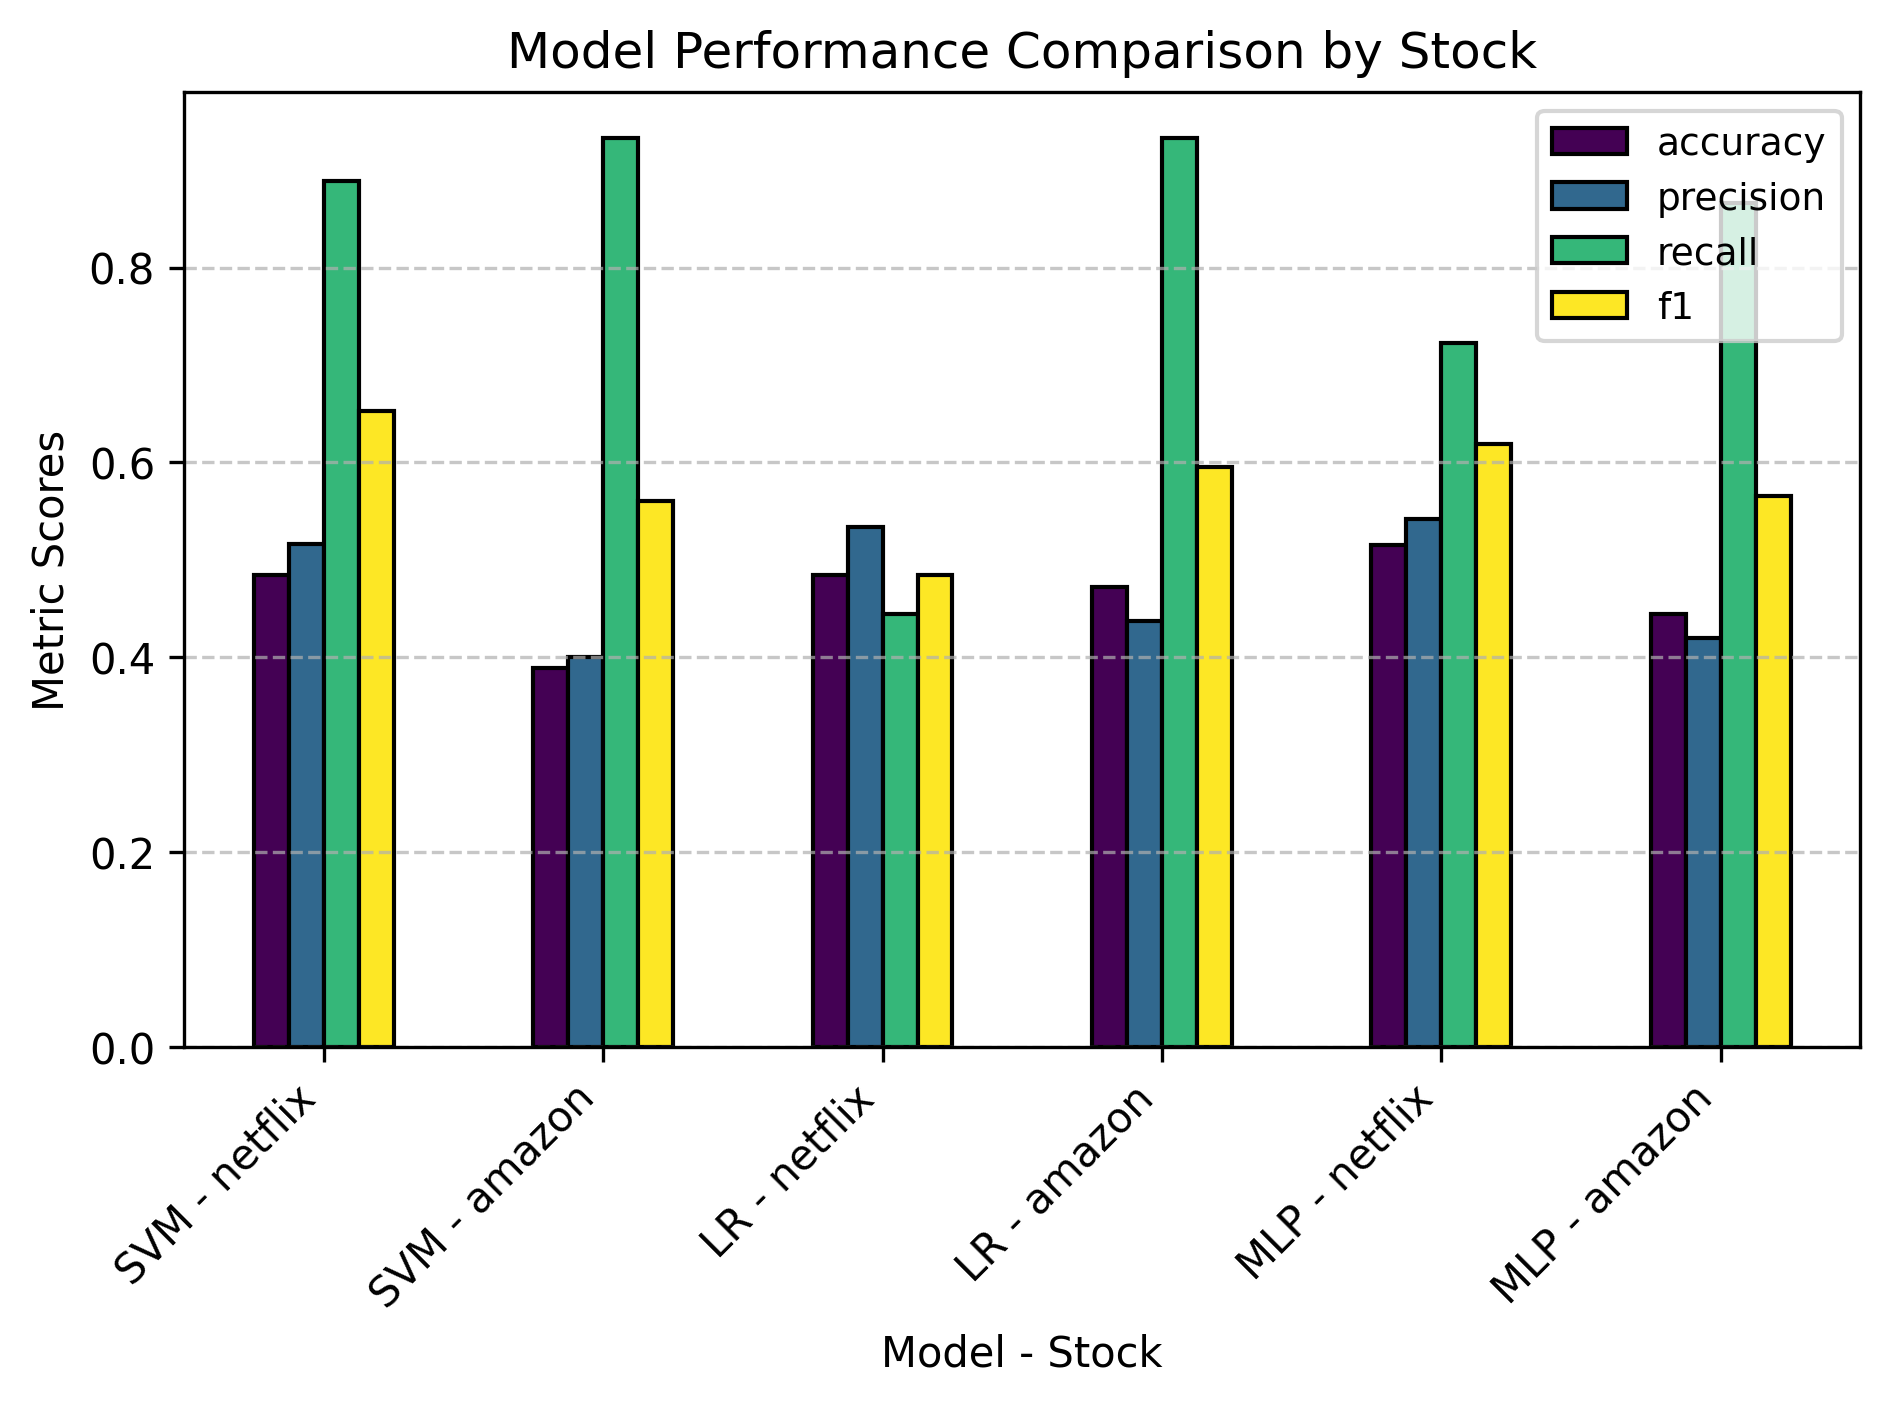 Model Performance Comparison by Stock
accuracy
precision
recall
f1
Metric Scores
0.8
0.6
0.4
0.2
0.0
SVM - netflix
SVM - amazon
LR - netflix
LR - amazon
MLP - netflix
MLP - amazon
Model - Stock